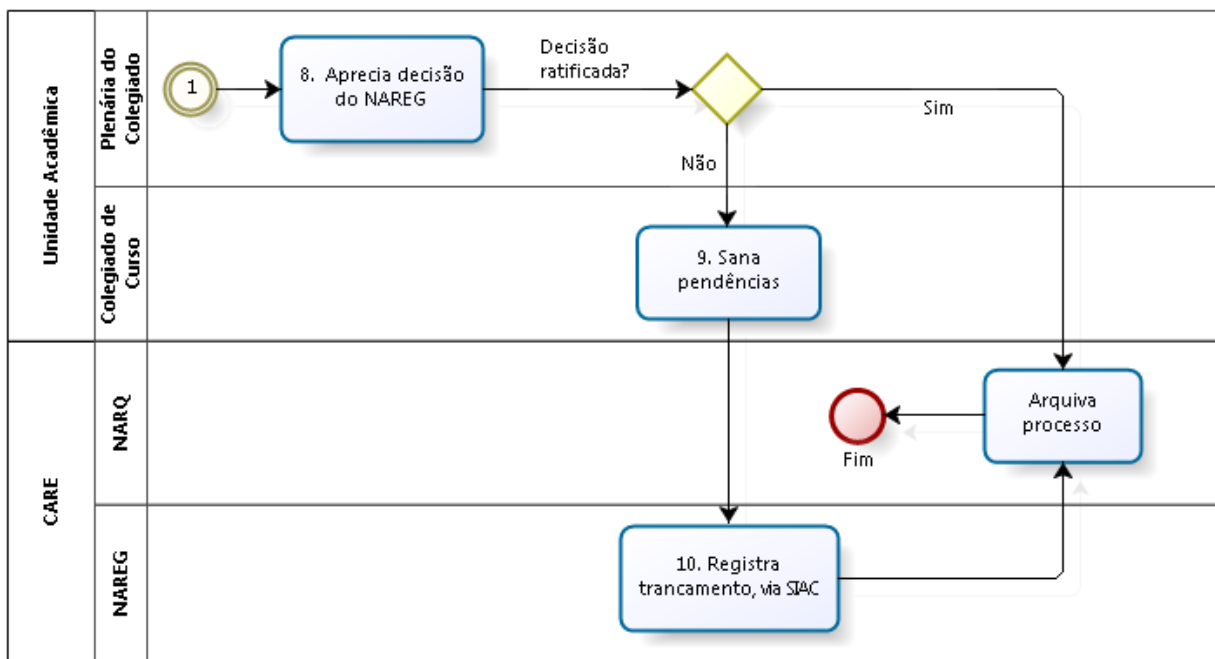 Unidade Acadêmica
Plenária do
Colegiado
1
8. Aprecia decisão
do NAREG
Decisão
ratificada?
Sim
Não
Colegiado de
Curso
9. Sana
pendências
CARE
NARQ
Fim
Arquiva
processo
NAREG
10. Registra
trancamento, via SIAC